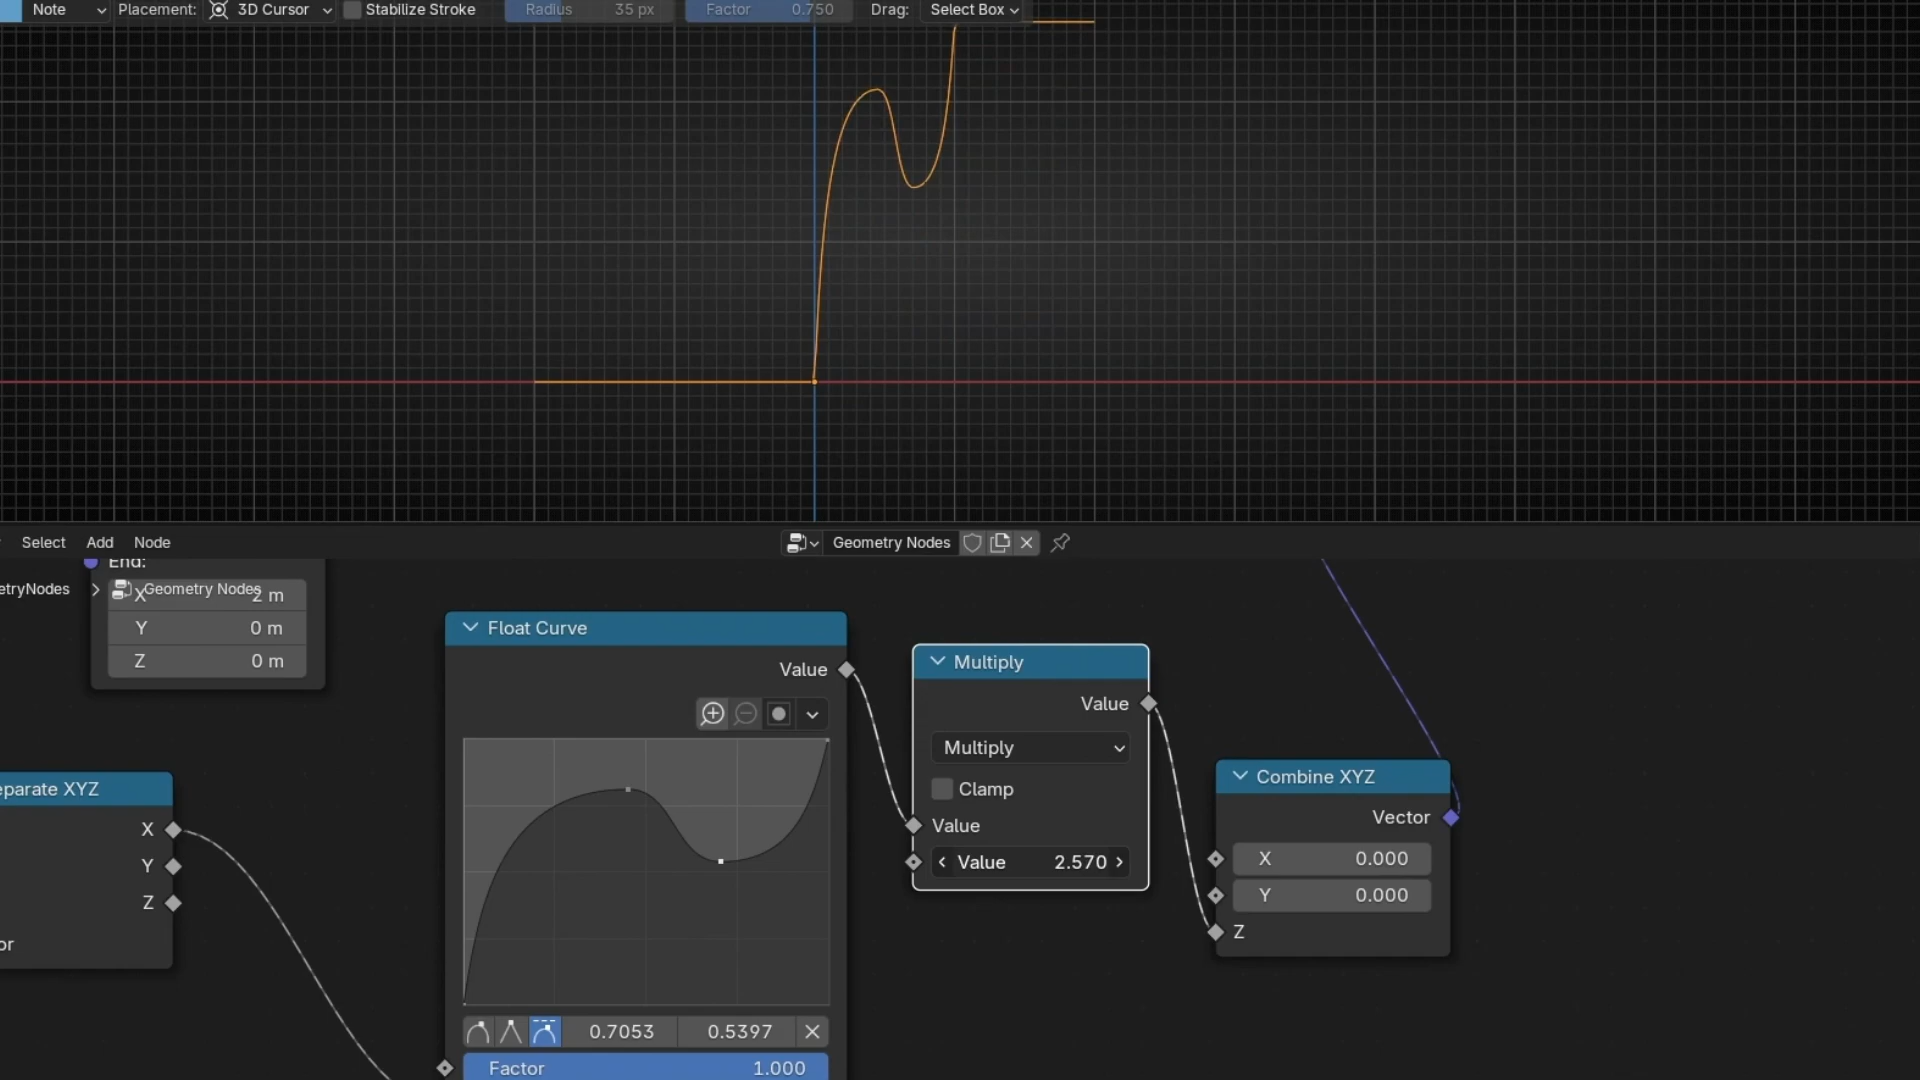 Note Placement: 3D Cursor Stabilize Stroke Radius 35 px Factor 0.750 Drag: Select Box
Select Add Node Geometry Nodes
End:
etryNodes Geometry Nodes
X 2 m
Y 0 m
Z 0 m
Float Curve
Value
0.7053 0.5397
Factor 1.000
Multiply
Value
Multiply
Clamp
Value
Value 2.570
Combine XYZ
Vector
X 0.000
Y 0.000
Z
eparate XYZ
X
Y
Z
or